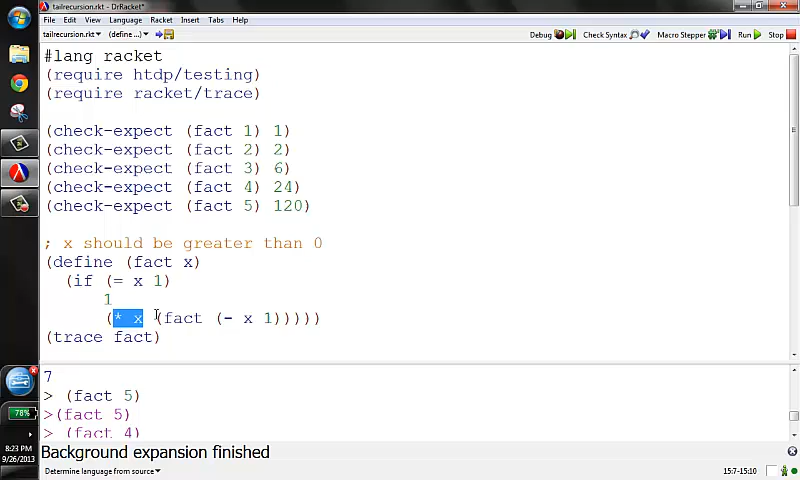 tailrecursion.rkt - DrRacket*
File Edit View Language Racket Insert Tabs Help
tailrecursion.rkt▼ (define ...)▼ Debug Check Syntax Macro Stepper Run Stop
#lang racket
(require htdp/testing)
(require racket/trace)
(check-expect (fact 1) 1)
(check-expect (fact 2) 2)
(check-expect (fact 3) 6)
(check-expect (fact 4) 24)
(check-expect (fact 5) 120)
; x should be greater than 0
(define (fact x)
(if (= x 1)
1
(* x (fact (- x 1)))))
(trace fact)
7
> (fact 5)
>(fact 5)
> (fact 4)
Background expansion finished
Determine language from source▼ 15:7-15:10
78%
8:23 PM
9/26/2013